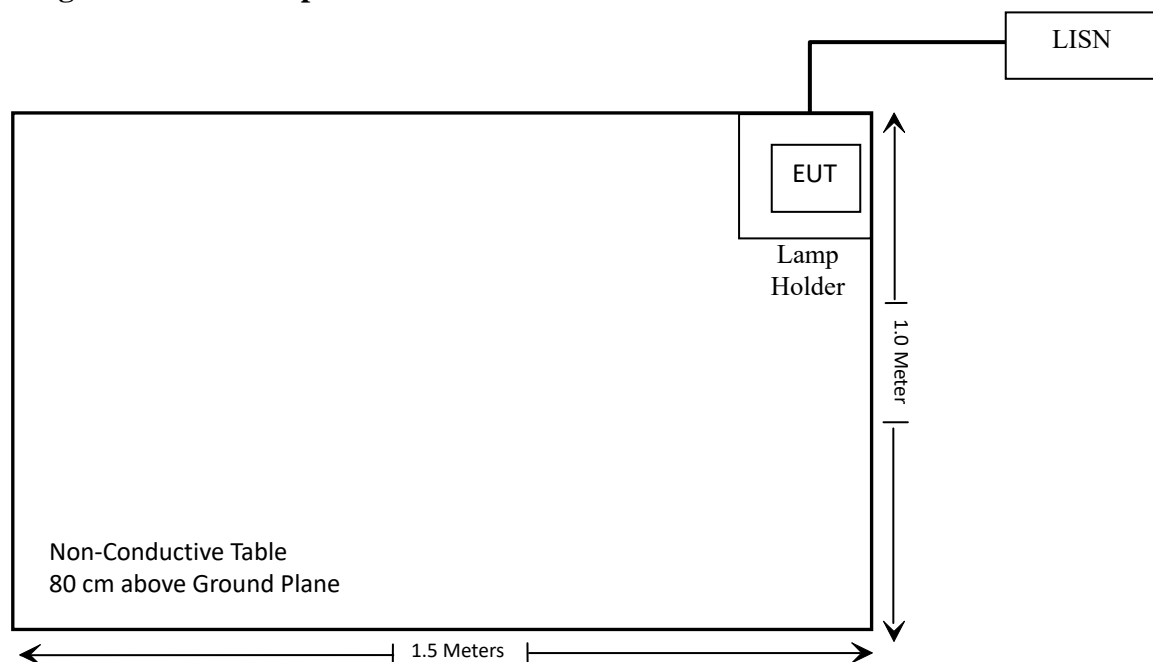 LISN
EUT
Lamp
Holder
1.0 Meter
Non-Conductive Table
80 cm above Ground Plane
1.5 Meters